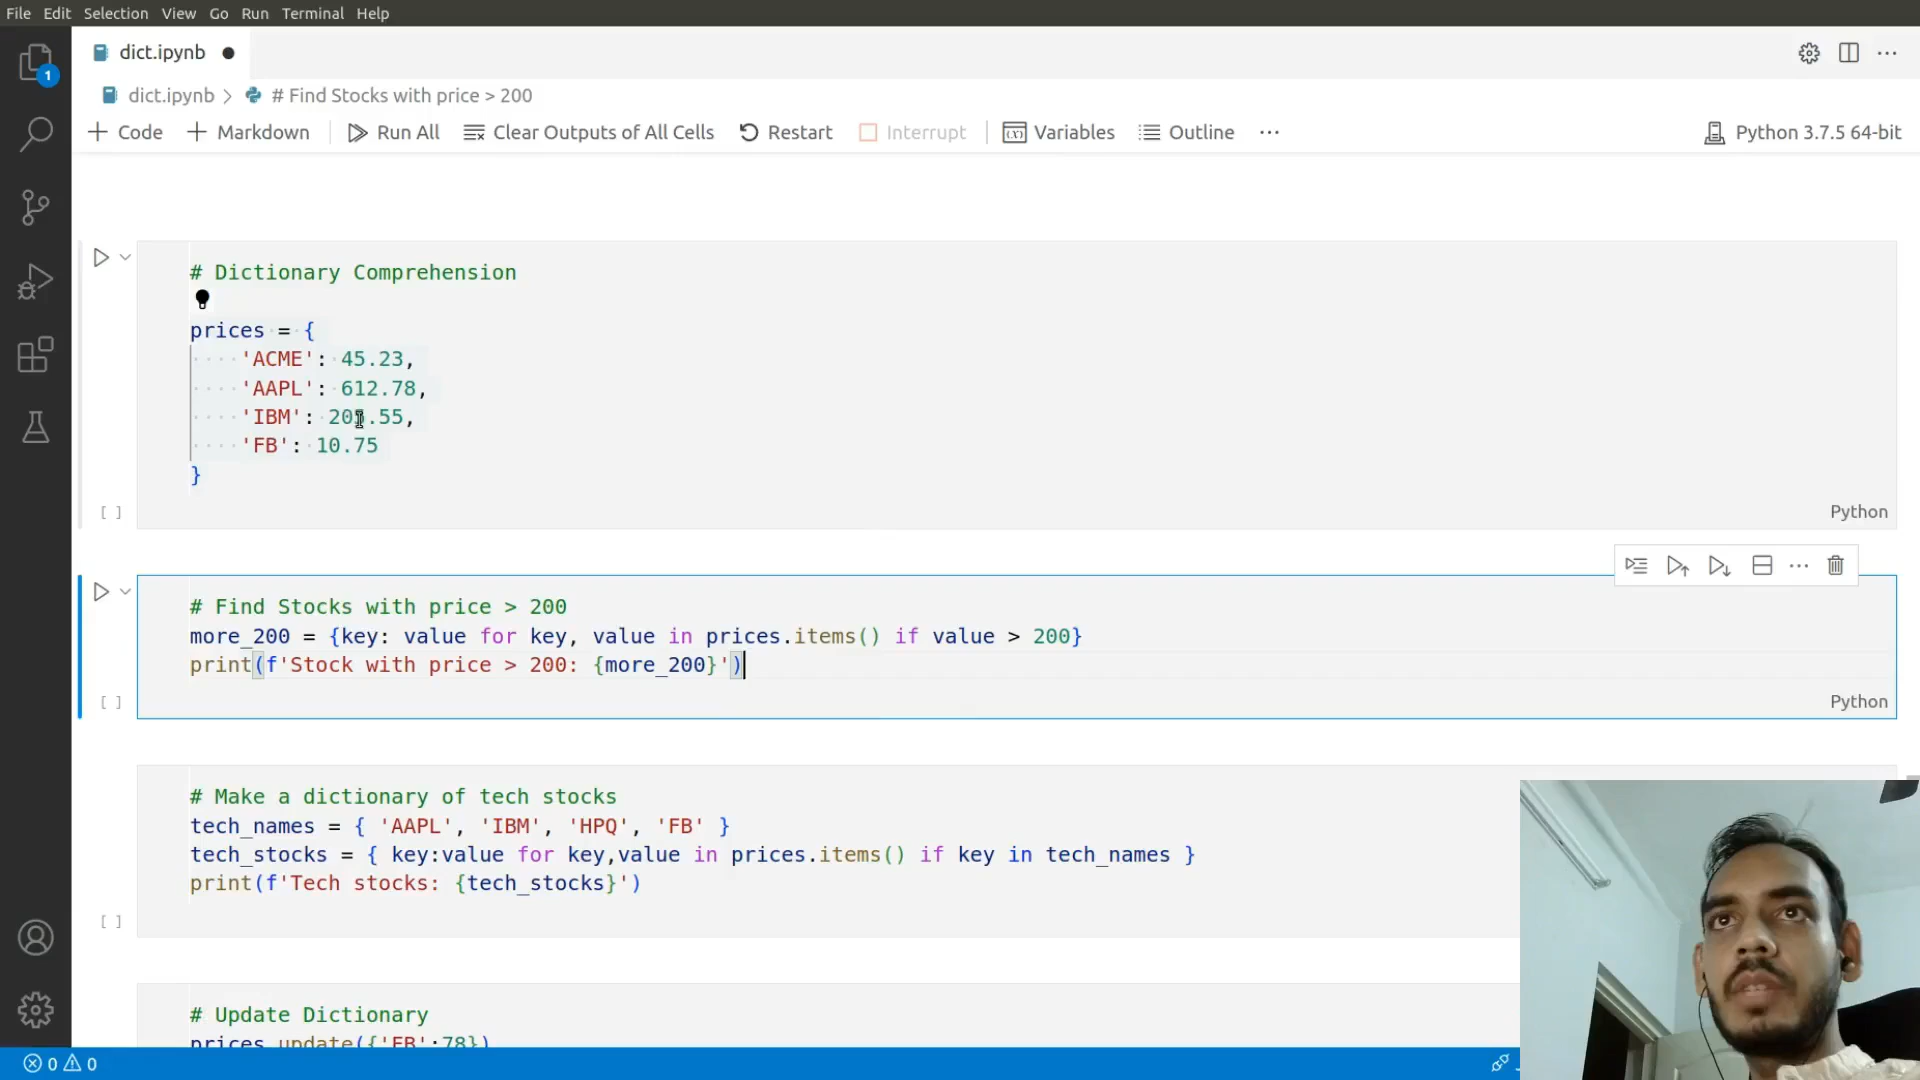 File Edit Selection View Go Run Terminal Help
1
dict.ipynb
dict.ipynb > # Find Stocks with price > 200
+ Code + Markdown Run All Clear Outputs of All Cells Restart Interrupt Variables Outline ... Python 3.7.5 64-bit
# Dictionary Comprehension
prices = {
'ACME': 45.23,
'AAPL': 612.78,
'IBM':
'FB': 10.75
}
[ ] Python
# Find Stocks with price > 200
more_200 = {key: value for key, value in prices.items() if value > 200}
print(f'Stock with price > 200: {more_200}')
[ ] Python
# Make a dictionary of tech stocks
tech_names = { 'AAPL', 'IBM', 'HPQ', 'FB' }
tech_stocks = { key:value for key,value in prices.items() if key in tech_names }
print(f'Tech stocks: {tech_stocks}')
[ ]
# Update Dictionary
prices.update({'FB':78})
0 0